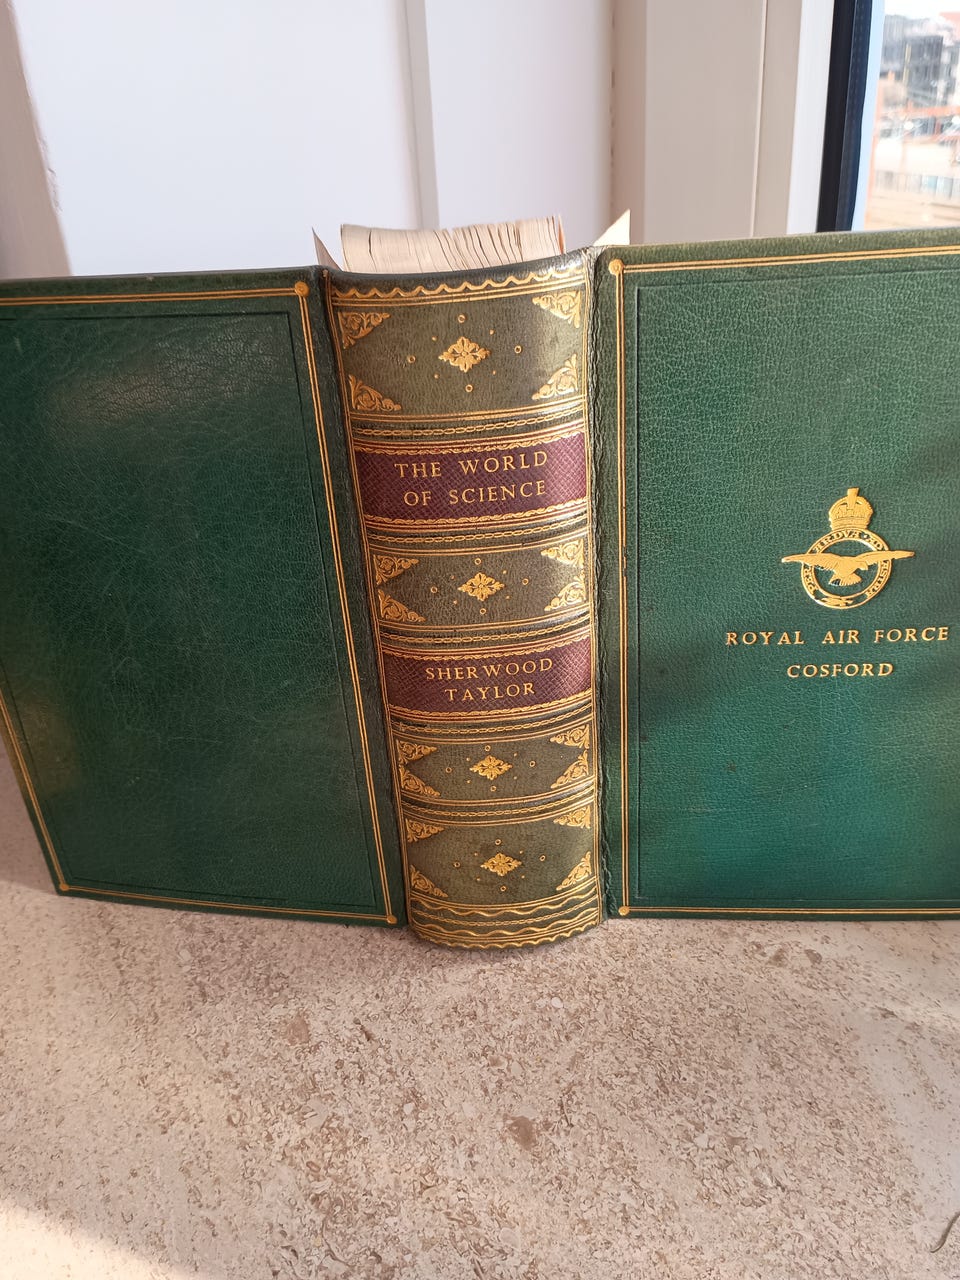 THE WORLD
OF SCIENCE
SHERWOOD
TAYLOR
ROYAL AIR FORCE
COSFORD